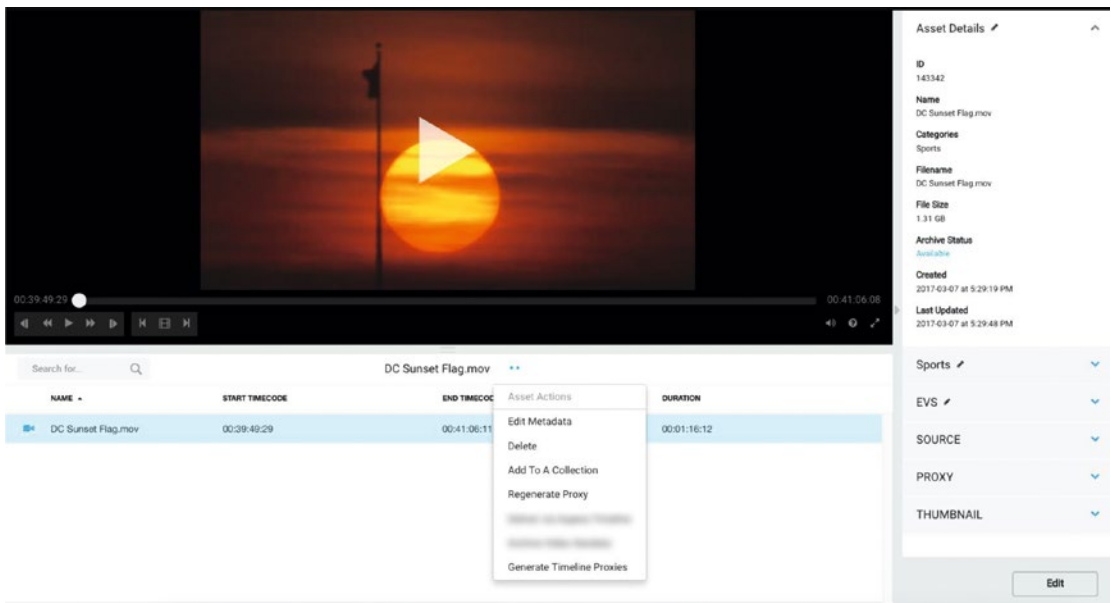 00:39:49:29
00:41:06:08
Search for...
DC Sunset Flag.mov
NAME
START TIMECODE
END TIMECOD
DURATION
DC Sunset Flag.mov
00:39:49:29
00:41:06:11
00:01:16:12
Asset Actions
Edit Metadata
Delete
Add To A Collection
Regenerate Proxy
Generate Timeline Proxies
Asset Details
ID
143342
Name
DC Sunset Flag.mov
Categories
Sports
Filename
DC Sunset Flag.mov
File Size
1.31 GB
Archive Status
Available
Created
2017-03-07 at 5:29:19 PM
Last Updated
2017-03-07 at 5:29:48 PM
Sports
EVS
SOURCE
PROXY
THUMBNAIL
Edit